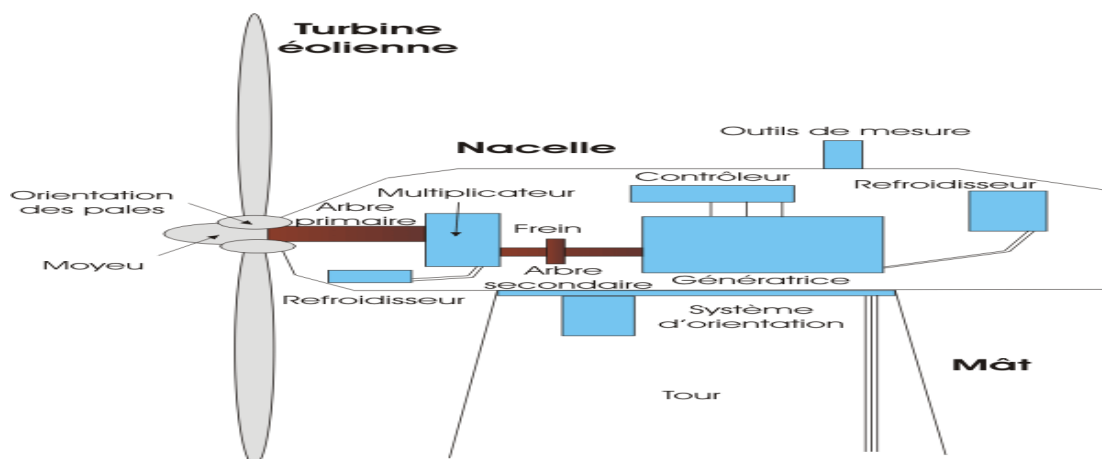 Turbine
éolienne
Outils de mesure
Nacelle
Contrôleur
Refroidisseur
Orientation
des pales
Multiplicateur
Arbre
primaire
Frein
Moyeu
Arbre
secondaire
Génératrice
Refroidisseur
Système
d'orientation
Mât
Tour